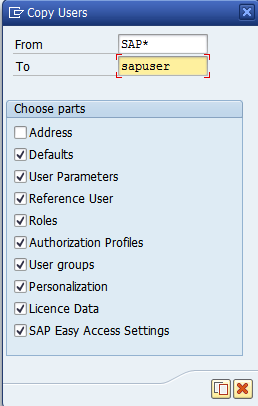 Copy Users
From SAP*
To sapuser
Choose parts
Address
Defaults
User Parameters
Reference User
Roles
Authorization Profiles
User groups
Personalization
Licence Data
SAP Easy Access Settings